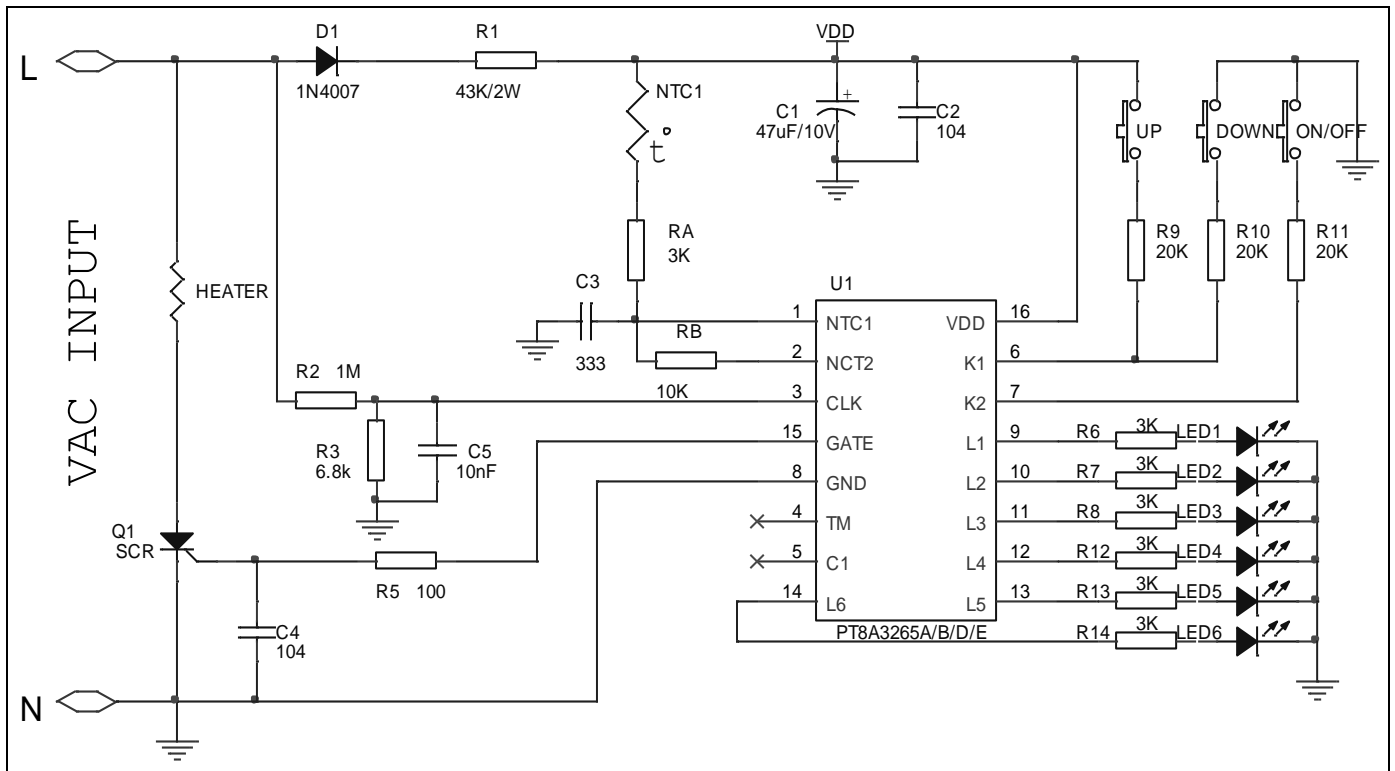 L
D1
1N4007
R1
43K/2W
VDD
NTC1
t°
C1
47uF/10V
+
C2
104
UP
DOWN
ON/OFF
RA
3K
R9
20K
R10
20K
R11
20K
VAC INPUT
HEATER
C3
333
RB
10K
U1
1 NTC1 VDD 16
2 NCT2 K1 6
3 CLK K2 7
15 GATE L1 9
8 GND L2 10
4 TM L3 11
5 C1 L4 12
14 L6 L5 13
PT8A3265A/B/D/E
R2 1M
R3
6.8k
C5
10nF
R6 3K LED1
R7 3K LED2
R8 3K LED3
R12 3K LED4
R13 3K LED5
R14 3K LED6
Q1
SCR
R5 100
C4
104
N